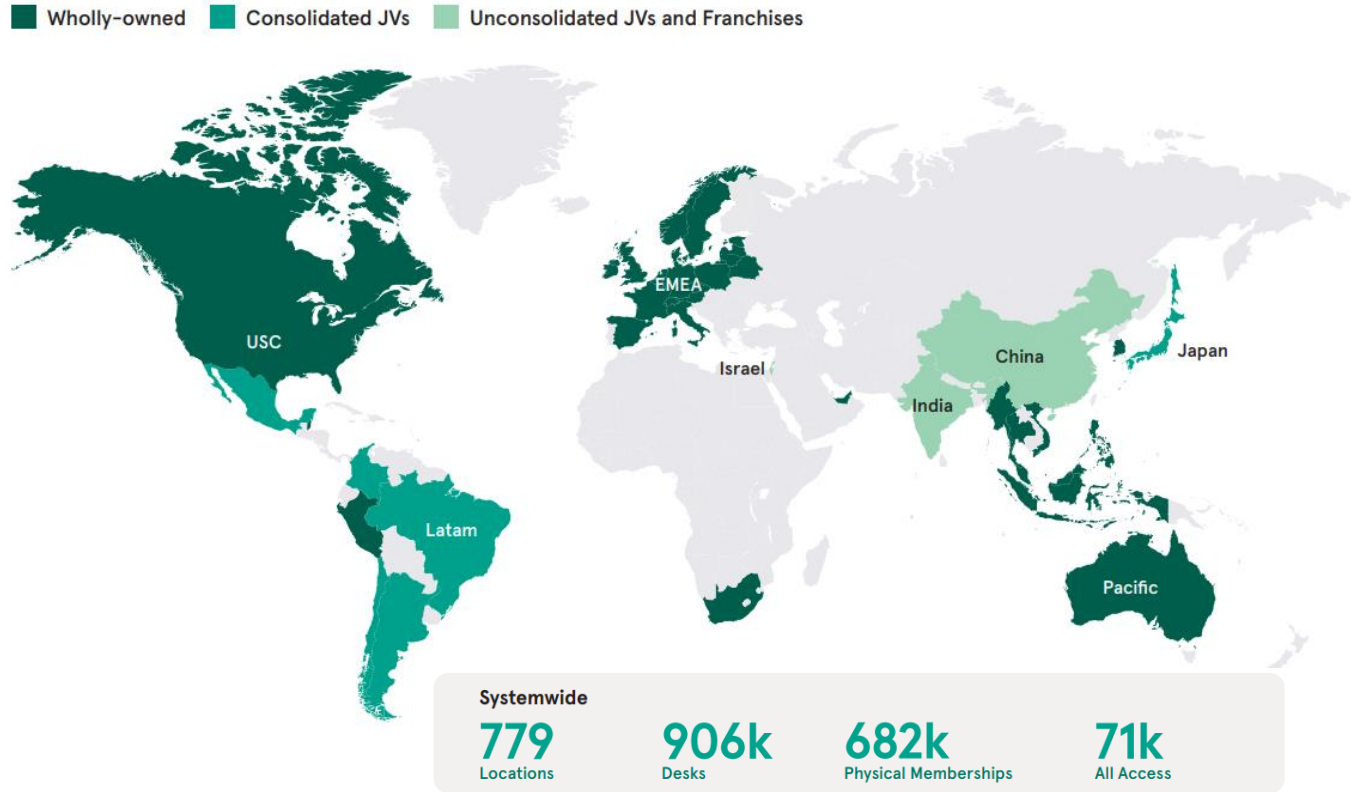 Wholly-owned Consolidated JVs Unconsolidated JVs and Franchises
EMEA
USC
Japan
China
Israel
India
Latam
Pacific
Systemwide
779 906k 682k 71k
Locations Desks Physical Memberships All Access